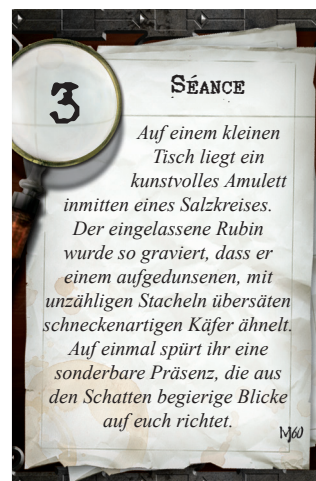 3
SÉANCE
Auf einem kleinen
Tisch liegt ein
kunstvolles Amulett
inmitten eines Salzkreises.
Der eingelassene Rubin
wurde so graviert, dass er
einem aufgedunsenen, mit
unzähligen Stacheln übersäten
schneckenartigen Käfer ähnelt.
Auf einmal spürt ihr eine
sonderbare Präsenz, die aus
den Schatten begierige Blicke
auf euch richtet.
M60